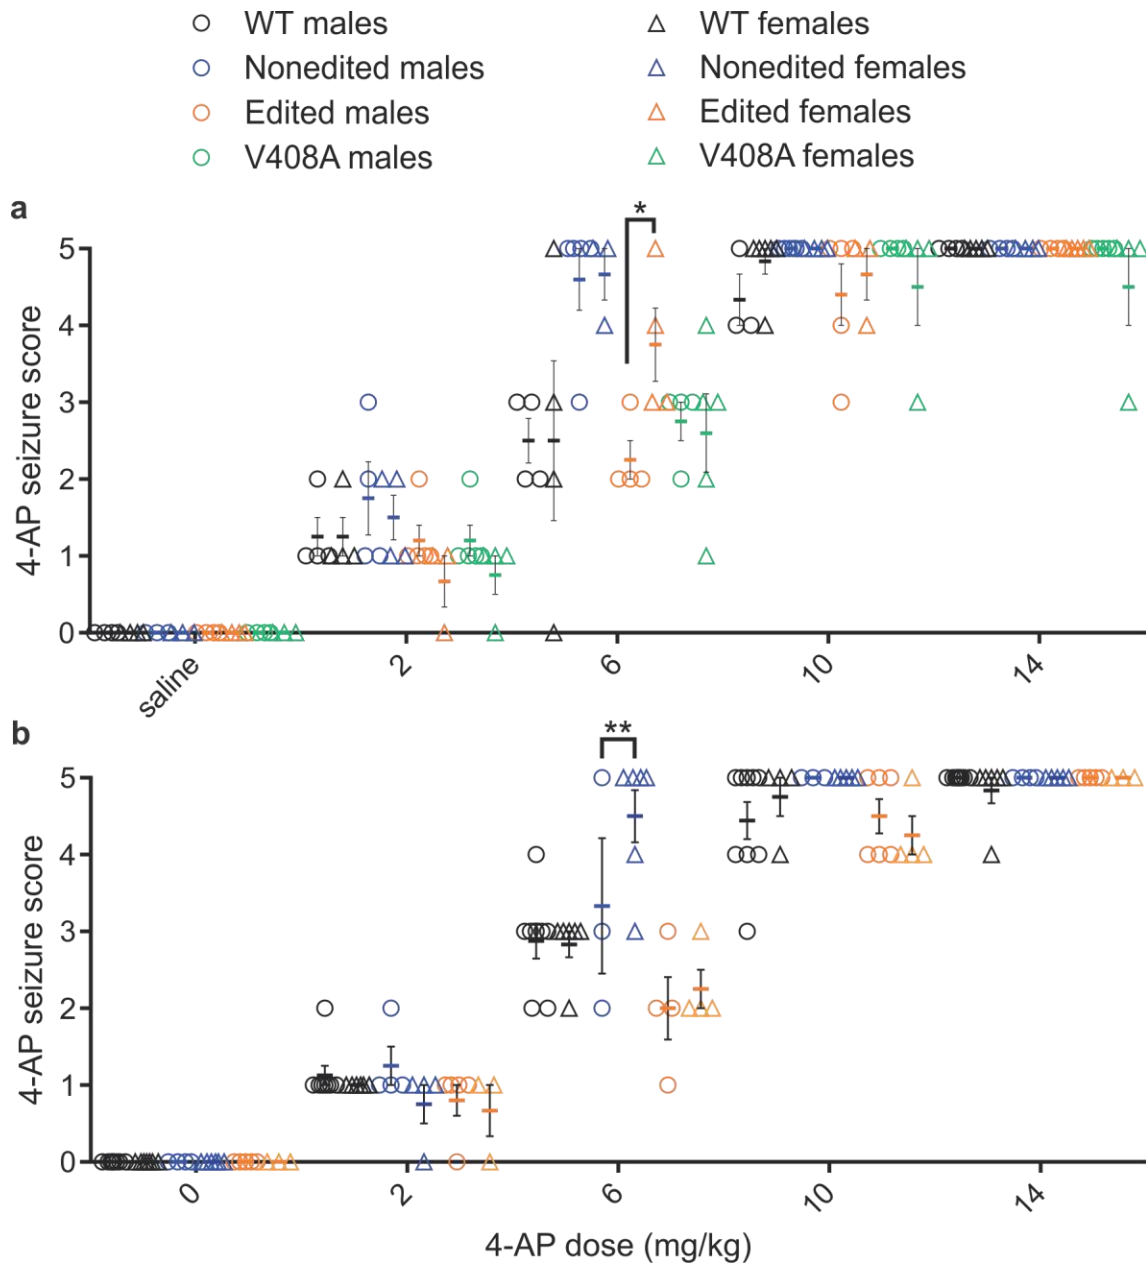 WT males WT females
Nonedited males Nonedited females
Edited males Edited females
V408A males V408A females
a
*
5
4
3
2
1
0
4-AP seizure score
saline 2 6 10 14
b
**
5
4
3
2
1
0
4-AP seizure score
0 2 6 10 14
4-AP dose (mg/kg)